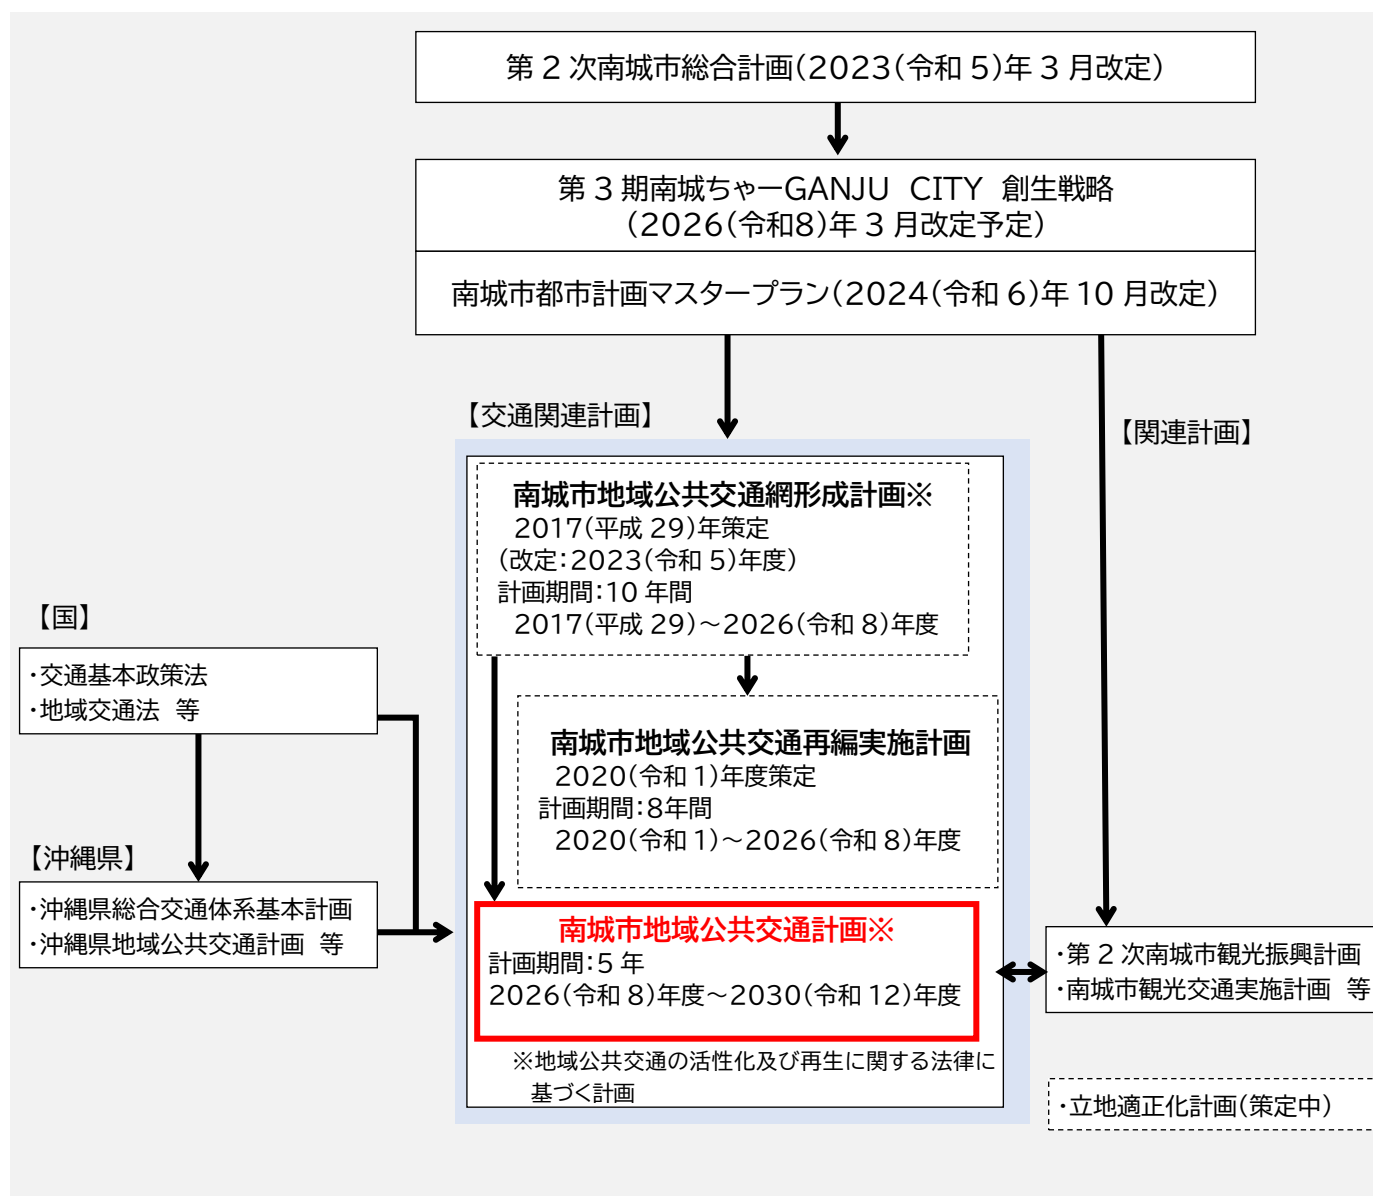 第2次南城市総合計画(2023(令和5)年3月改定)
第3期南城ちゃーGANJU CITY 創生戦略
(2026(令和8)年3月改定予定)
南城市都市計画マスタープラン(2024(令和6)年10月改定)
【交通関連計画】
【関連計画】
南城市地域公共交通網形成計画※
2017(平成29)年策定
(改定:2023(令和5)年度)
計画期間:10年間
2017(平成29)～2026(令和8)年度
【国】
・交通基本政策法
・地域交通法 等
南城市地域公共交通再編実施計画
2020(令和1)年度策定
計画期間:8年間
2020(令和1)～2026(令和8)年度
【沖縄県】
・沖縄県総合交通体系基本計画
・沖縄県地域公共交通計画 等
南城市地域公共交通計画※
計画期間:5年
2026(令和8)年度～2030(令和12)年度
※地域公共交通の活性化及び再生に関する法律に
基づく計画
・第2次南城市観光振興計画
・南城市観光交通実施計画 等
・立地適正化計画(策定中)